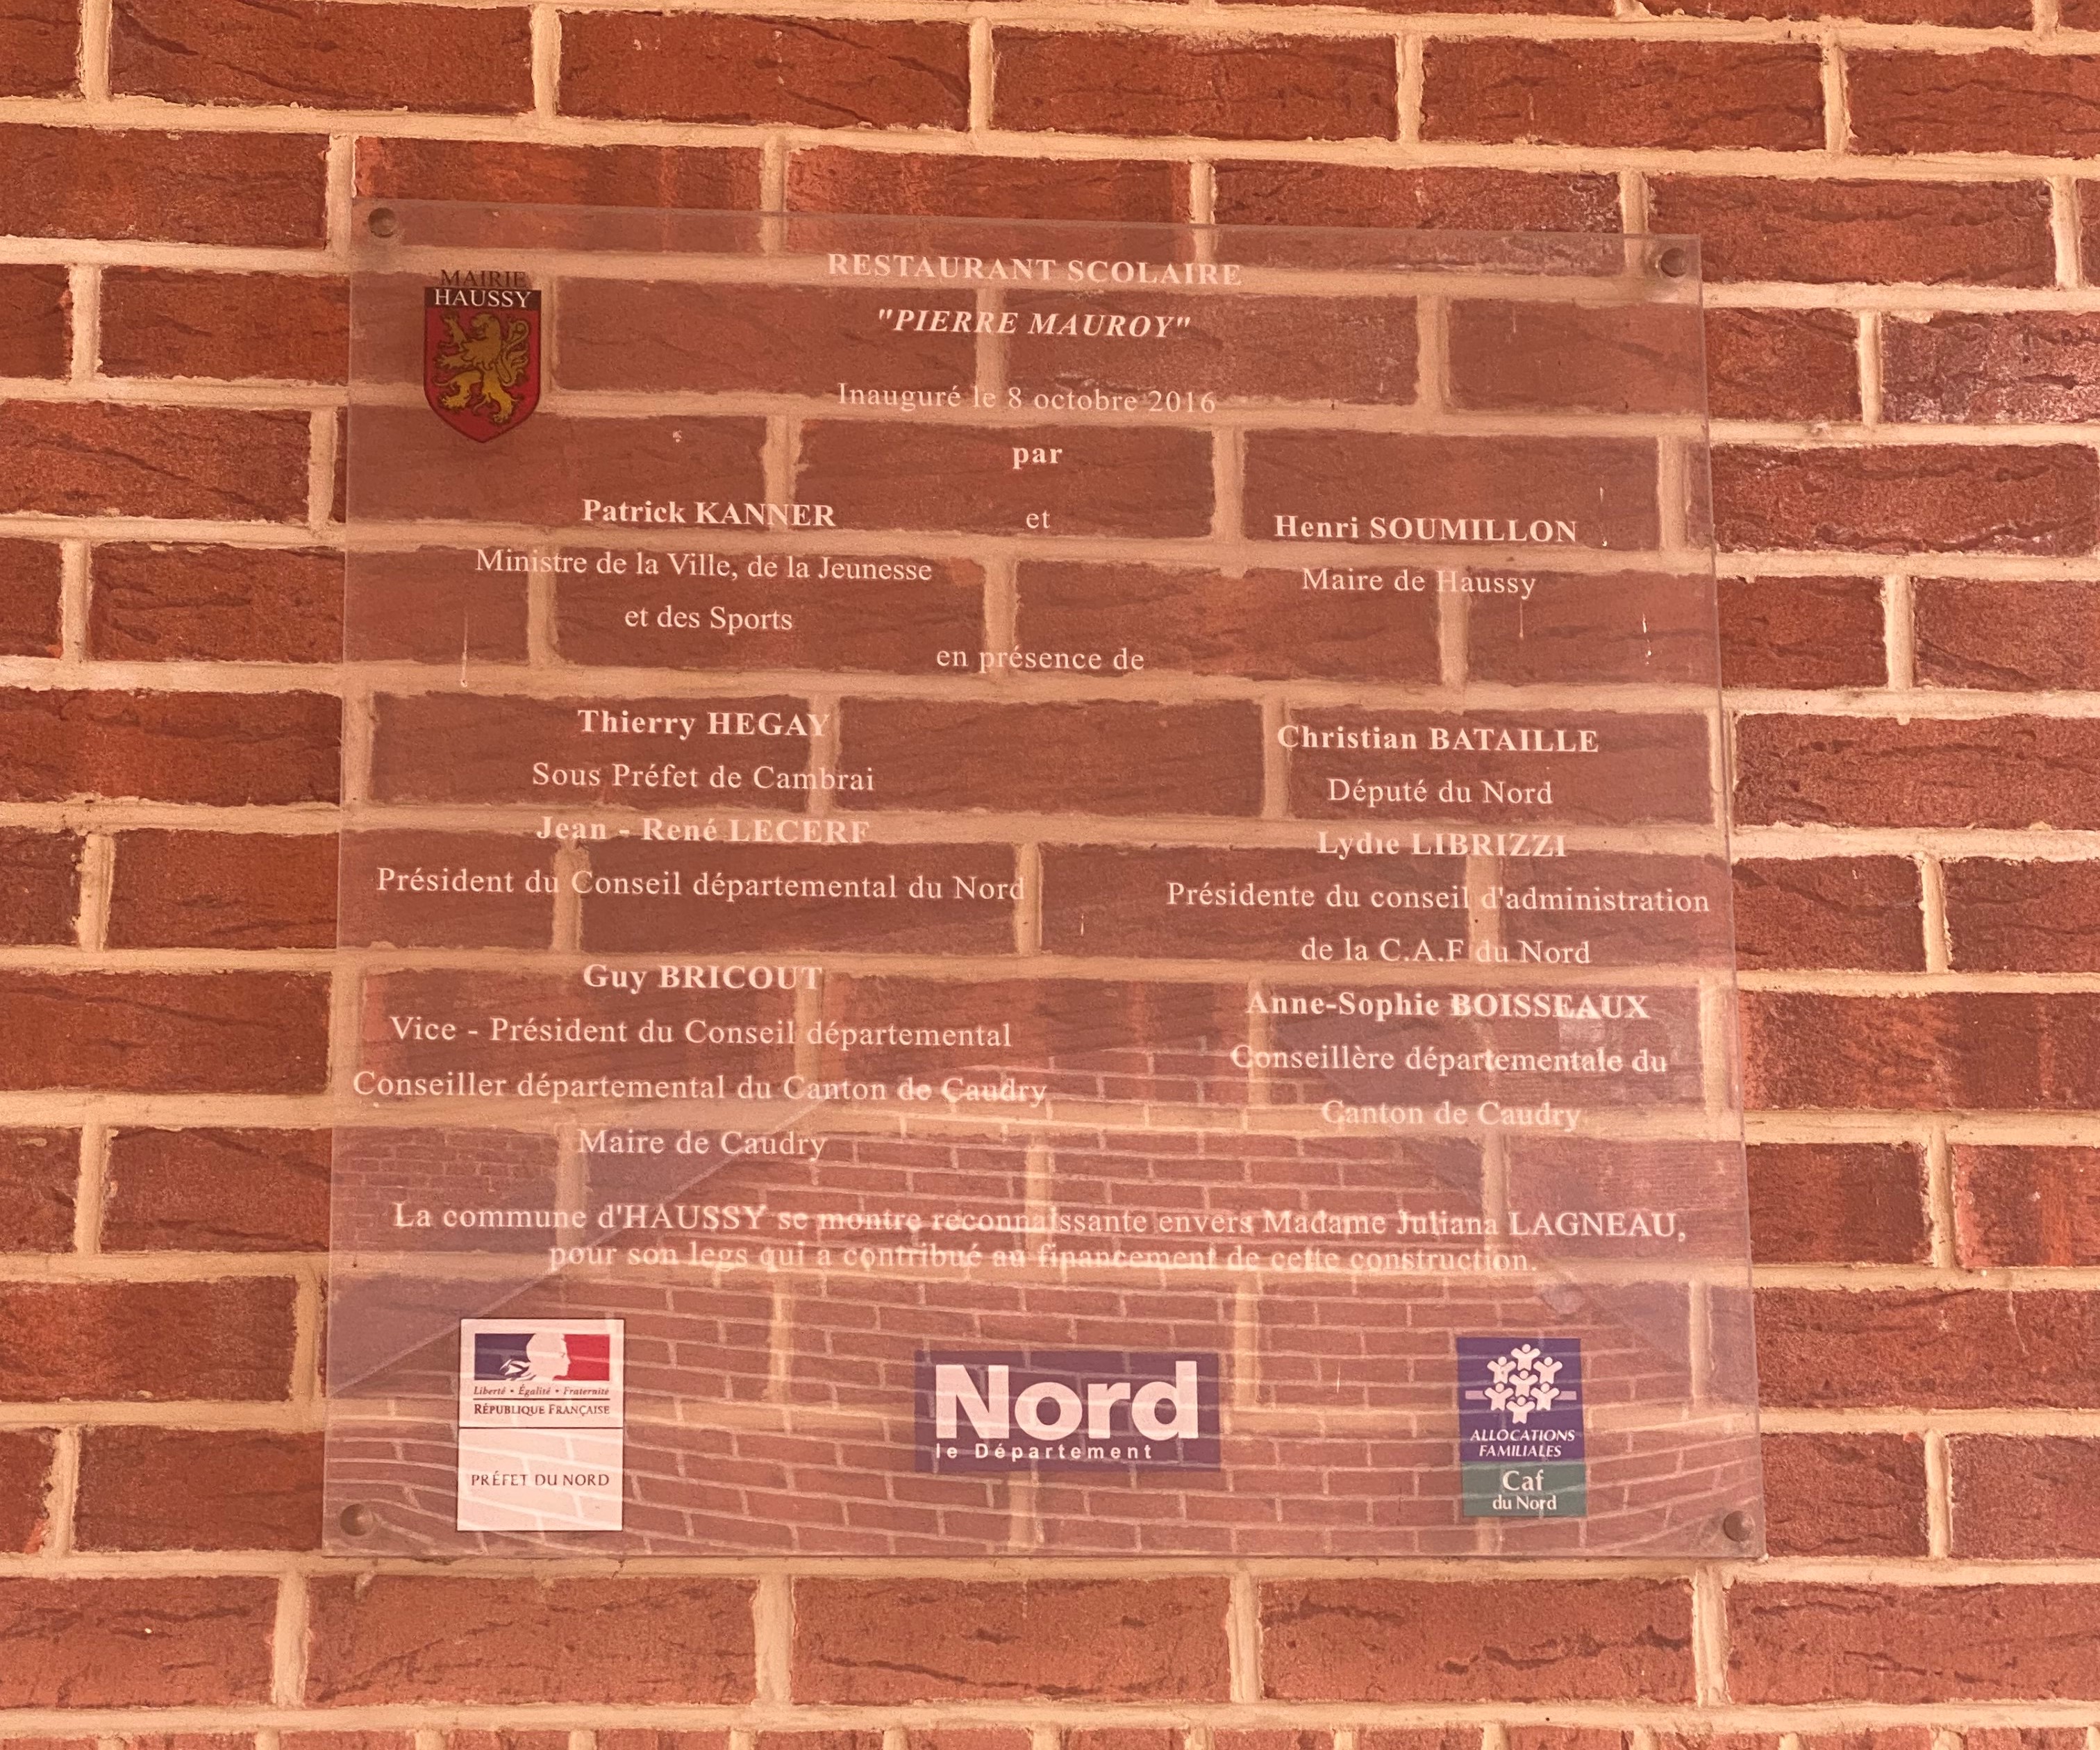 MAIRIE
HAUSSY
RESTAURANT SCOLAIRE
"PIERRE MAUROY"
Inauguré le 8 octobre 2016
par
Patrick KANNER
Ministre de la Ville, de la Jeunesse
et des Sports
et
Henri SOUMILLON
Maire de Haussy
en présence de
Thierry HEGAY
Sous Préfet de Cambrai
Jean - René LECERF
Président du Conseil départemental du Nord
Guy BRICOUT
Vice - Président du Conseil départemental
Conseiller départemental du Canton de Caudry
Maire de Caudry
Christian BATAILLE
Député du Nord
Lydie LIBRIZZI
Présidente du conseil d'administration
de la C.A.F du Nord
Anne-Sophie BOISSEAUX
Conseillère départementale du
Canton de Caudry
La commune d'HAUSSY se montre reconnaissante envers Madame Juliana LAGNEAU,
pour son legs qui a contribué au financement de cette construction.
Liberté • Égalité • Fraternité
RÉPUBLIQUE FRANÇAISE
PRÉFET DU NORD
Nord
le Département
ALLOCATIONS
FAMILIALES
Caf
du Nord